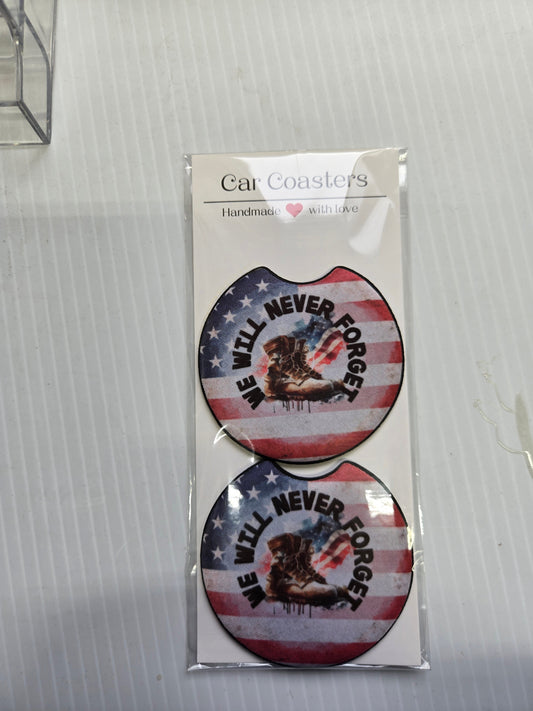 Car Coasters
Handmade with love
WE WILL NEVER FORGET
WE WILL NEVER FORGET